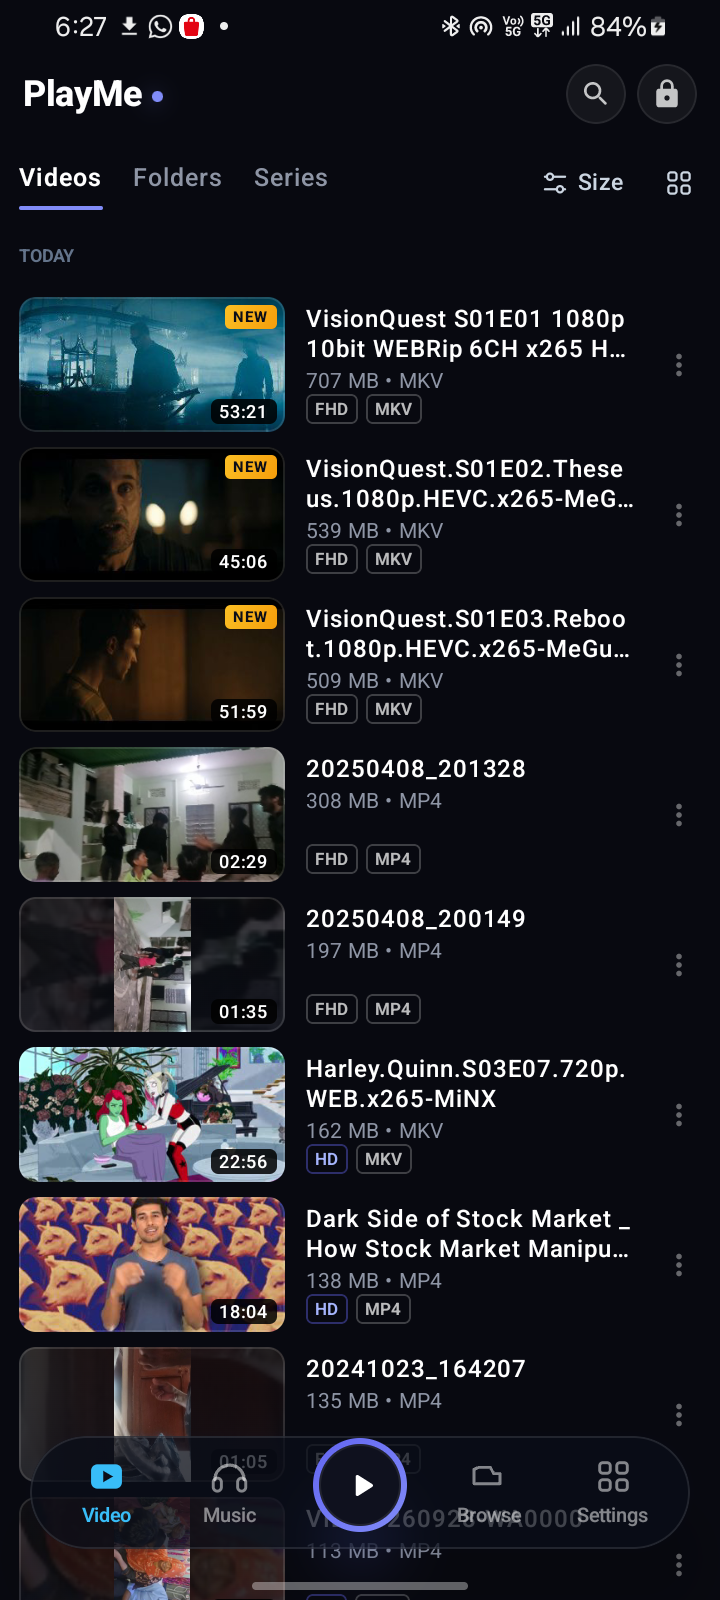 6:27
Vo)) 5G
5G
84%
PlayMe
Videos
Folders
Series
Size
TODAY
NEW
53:21
VisionQuest S01E01 1080p
10bit WEBRip 6CH x265 H...
707 MB • MKV
FHD
MKV
NEW
45:06
VisionQuest.S01E02.These
us.1080p.HEVC.x265-MeG...
539 MB • MKV
FHD
MKV
NEW
51:59
VisionQuest.S01E03.Reboo
t.1080p.HEVC.x265-MeGu...
509 MB • MKV
FHD
MKV
02:29
20250408_201328
308 MB • MP4
FHD
MP4
01:35
20250408_200149
197 MB • MP4
FHD
MP4
22:56
Harley.Quinn.S03E07.720p.
WEB.x265-MiNX
162 MB • MKV
HD
MKV
18:04
Dark Side of Stock Market _
How Stock Market Manipu...
138 MB • MP4
HD
MP4
01:05
20241023_164207
135 MB • MP4
113 MB • MP4
Video
Music
Browse
Settings